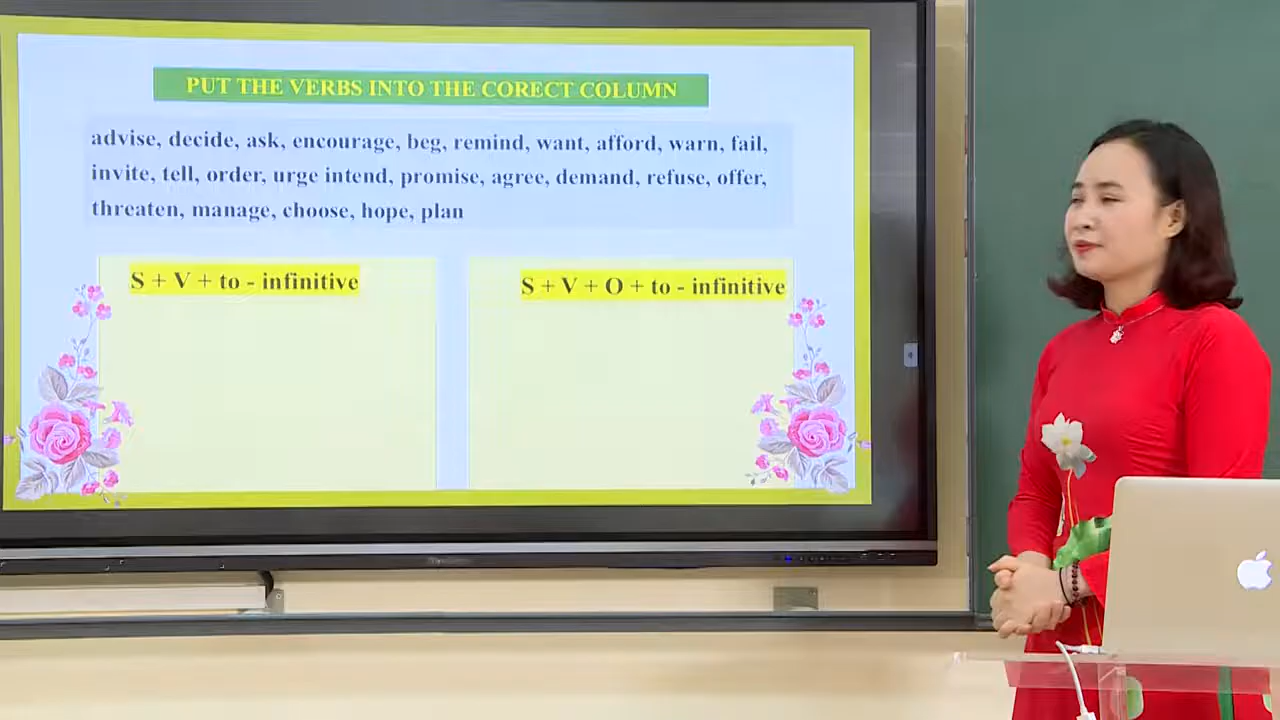 PUT THE VERBS INTO THE CORECT COLUMN
advise, decide, ask, encourage, beg, remind, want, afford, warn, fail,
invite, tell, order, urge intend, promise, agree, demand, refuse, offer,
threaten, manage, choose, hope, plan
S + V + to - infinitive
S + V + O + to - infinitive